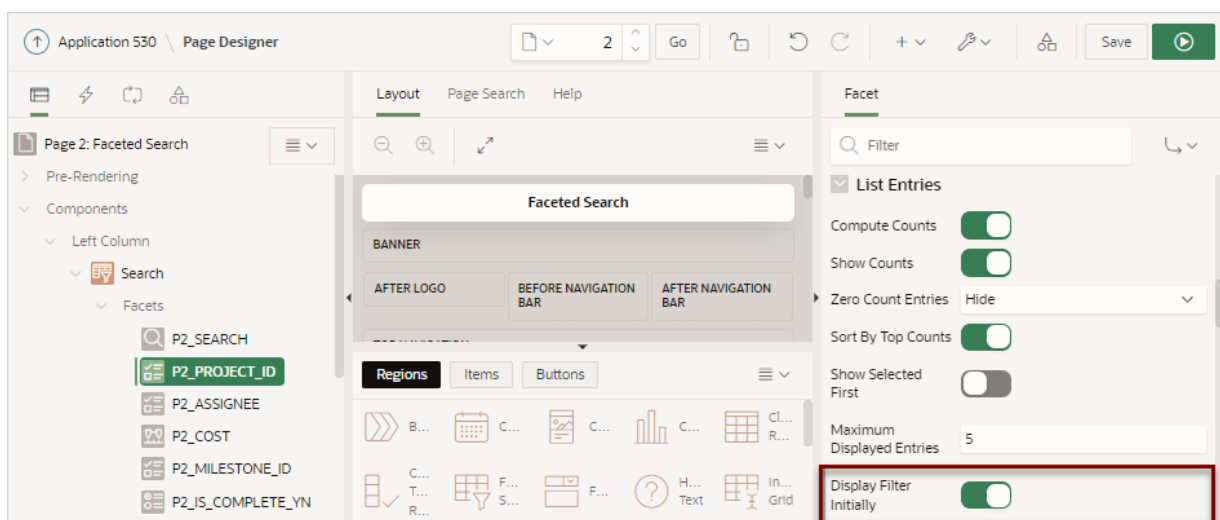 Application 530 \ Page Designer
2
Go
Save
Layout Page Search Help
Facet
Page 2: Faceted Search
Pre-Rendering
Components
Left Column
Search
Facets
P2_SEARCH
P2_PROJECT_ID
P2_ASSIGNEE
P2_COST
P2_MILESTONE_ID
P2_IS_COMPLETE_YN
Faceted Search
BANNER
AFTER LOGO
BEFORE NAVIGATION
BAR
AFTER NAVIGATION
BAR
Regions Items Buttons
B...
C...
C...
C...
Cl...
R...
C...
T...
R...
F...
S...
F...
H...
Text
In...
Grid
Filter
List Entries
Compute Counts
Show Counts
Zero Count Entries Hide
Sort By Top Counts
Show Selected
First
Maximum
Displayed Entries
5
Display Filter
Initially